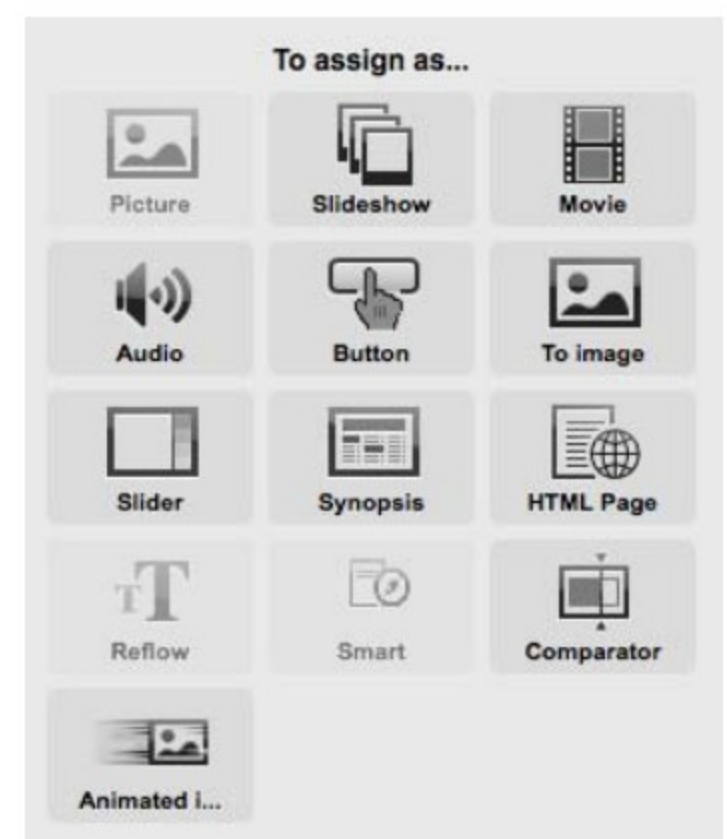 To assign as...
Picture Slideshow Movie
Audio Button To image
Slider Synopsis HTML Page
Reflow Smart Comparator
Animated i...